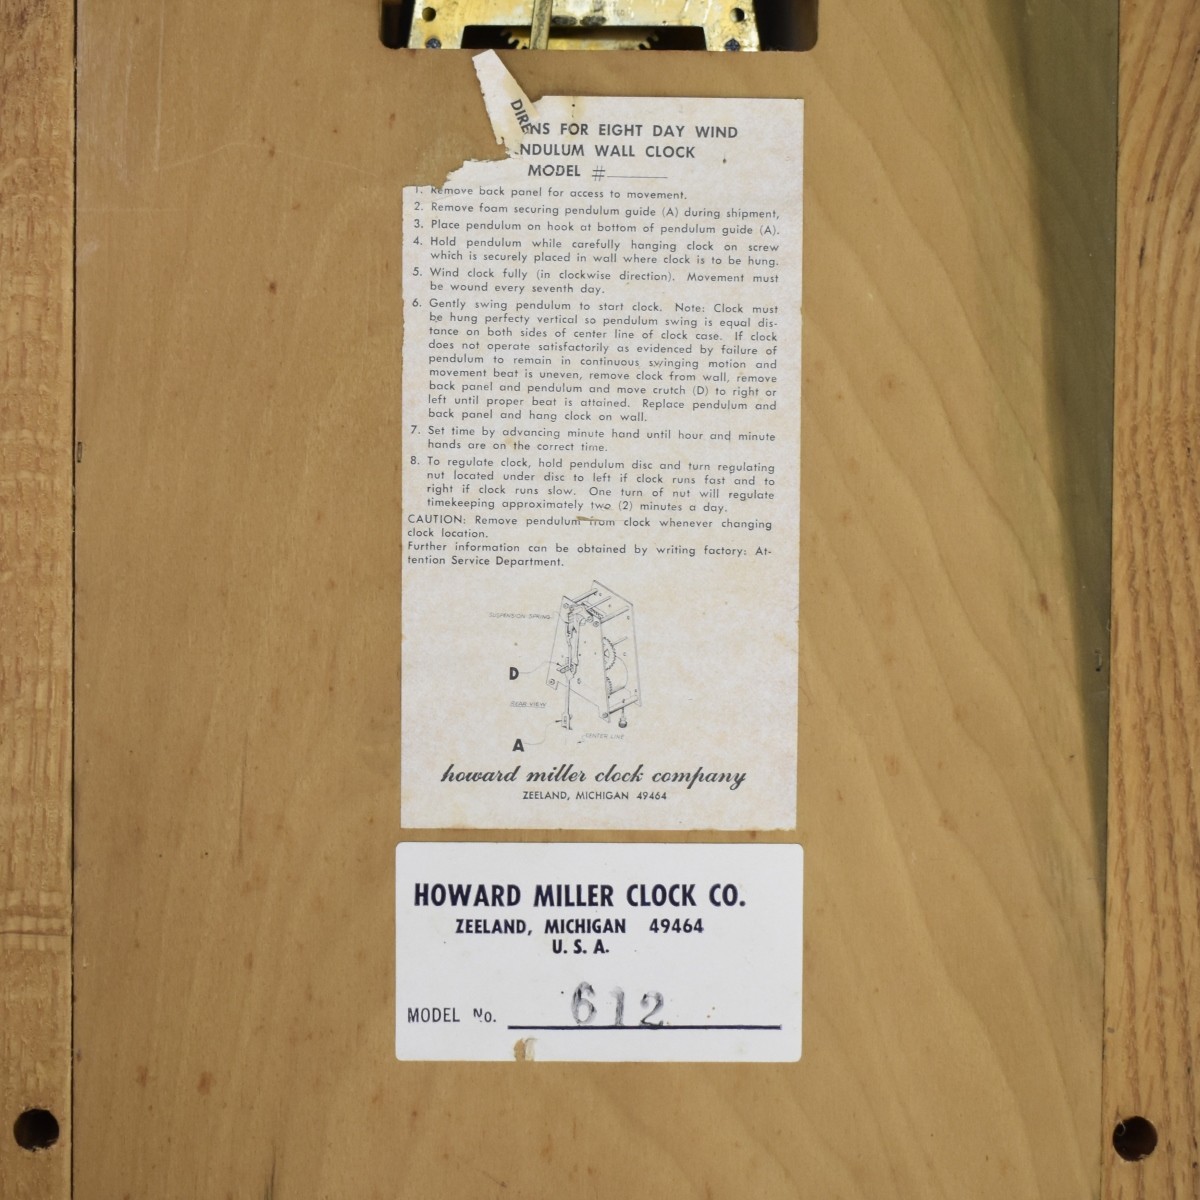 DIRE
NS FOR EIGHT DAY WIND
NDULUM WALL CLOCK
MODEL #
1. Remove back panel for access to movement.
2. Remove foam securing pendulum guide (A) during shipment,
3. Place pendulum on hook at bottom of pendulum guide (A).
4. Hold pendulum while carefully hanging clock on screw
which is securely placed in wall where clock is to be hung.
5. Wind clock fully (in clockwise direction). Movement must
be wound every seventh day.
6. Gently swing pendulum to start clock. Note: Clock must
be hung perfecty vertical so pendulum swing is equal dis-
tance on both sides of center line of clock case. If clock
does not operate satisfactorily as evidenced by failure of
pendulum to remain in continuous swinging motion and
movement beat is uneven, remove clock from wall, remove
back panel and pendulum and move crutch (D) to right or
left until proper beat is attained. Replace pendulum and
back panel and hang clock on wall.
7. Set time by advancing minute hand until hour and minute
hands are on the correct time.
8. To regulate clock, hold pendulum disc and turn regulating
nut located under disc to left if clock runs fast and to
right if clock runs slow. One turn of nut will regulate
timekeeping approximately two (2) minutes a day.
CAUTION: Remove pendulum from clock whenever changing
clock location.
Further information can be obtained by writing factory: At-
tention Service Department.
SUSPENSION SPRING
D
REAR VIEW
CENTER LINE
A
howard miller clock company
ZEELAND, MICHIGAN 49464
HOWARD MILLER CLOCK CO.
ZEELAND, MICHIGAN 49464
U. S. A.
MODEL No. 612